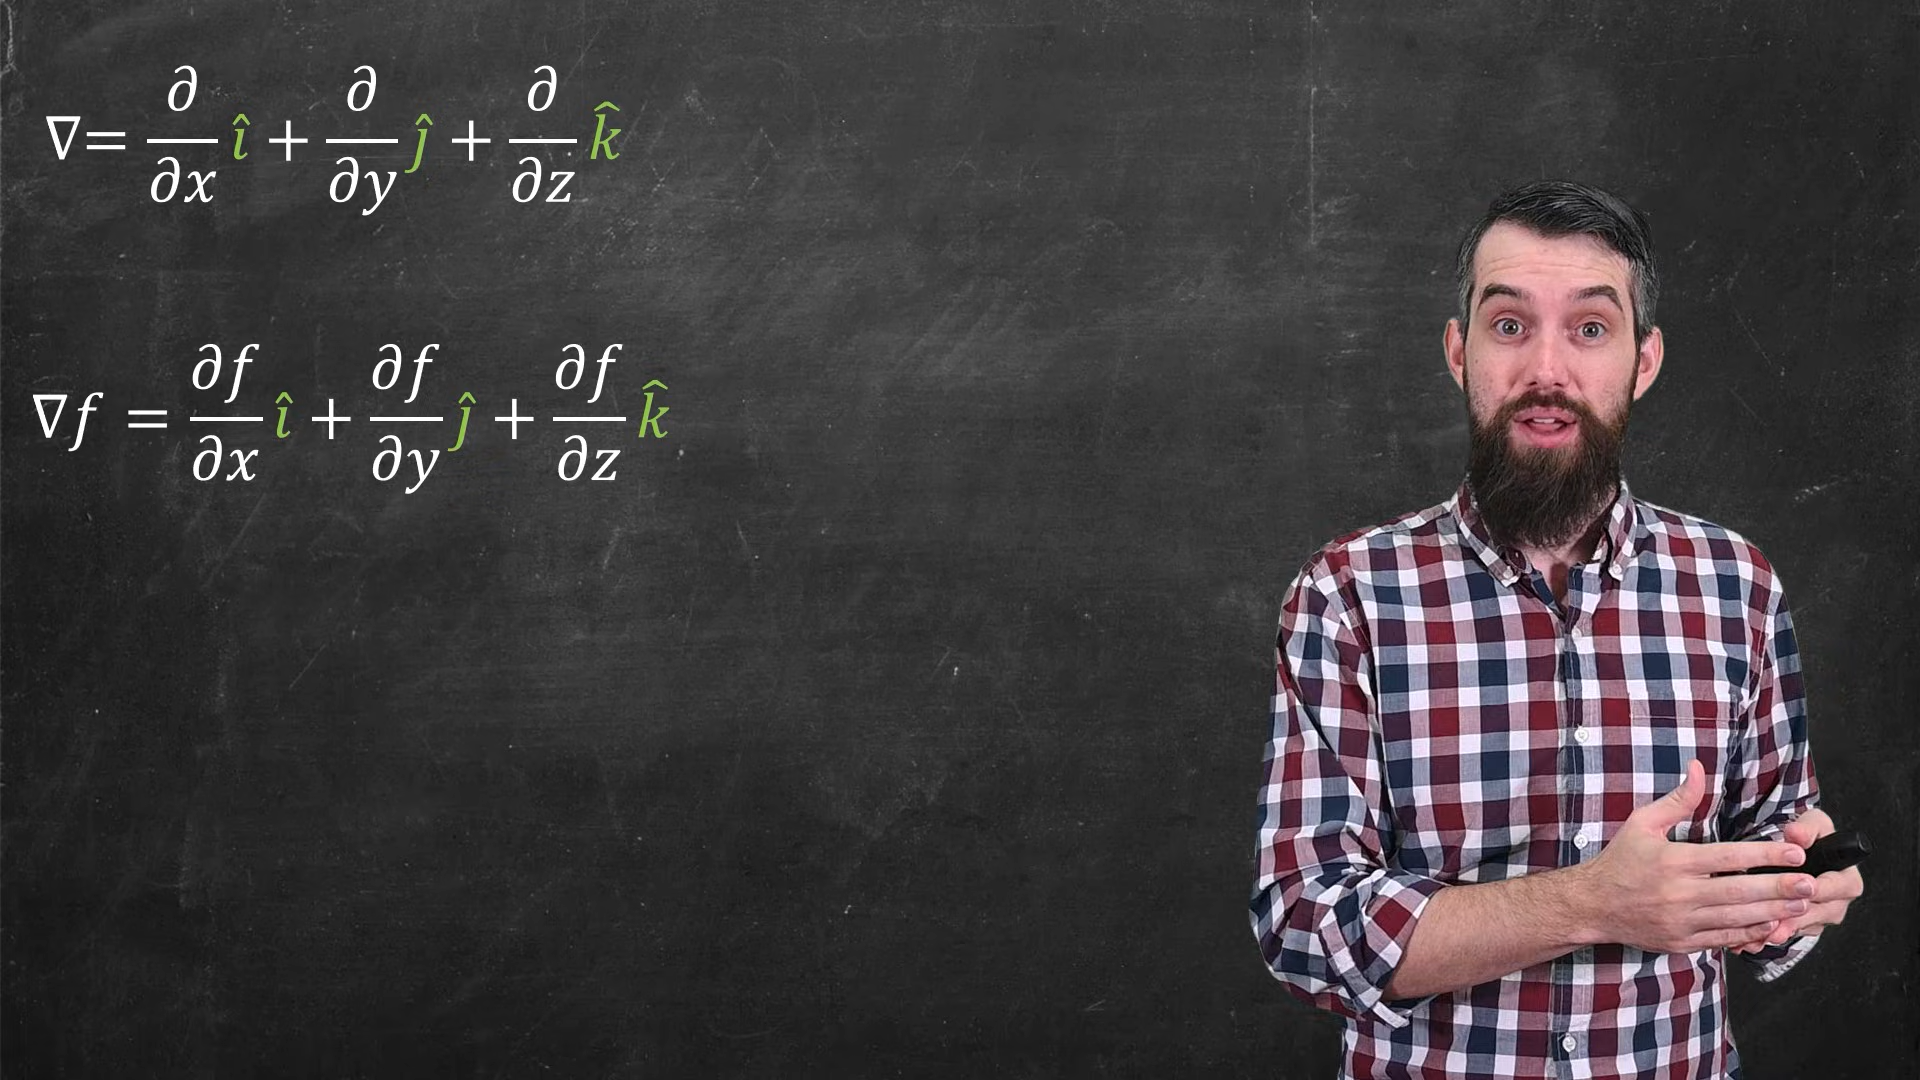 ∇= ∂/∂x î + ∂/∂y ĵ + ∂/∂z k̂
∇f = ∂f/∂x î + ∂f/∂y ĵ + ∂f/∂z k̂